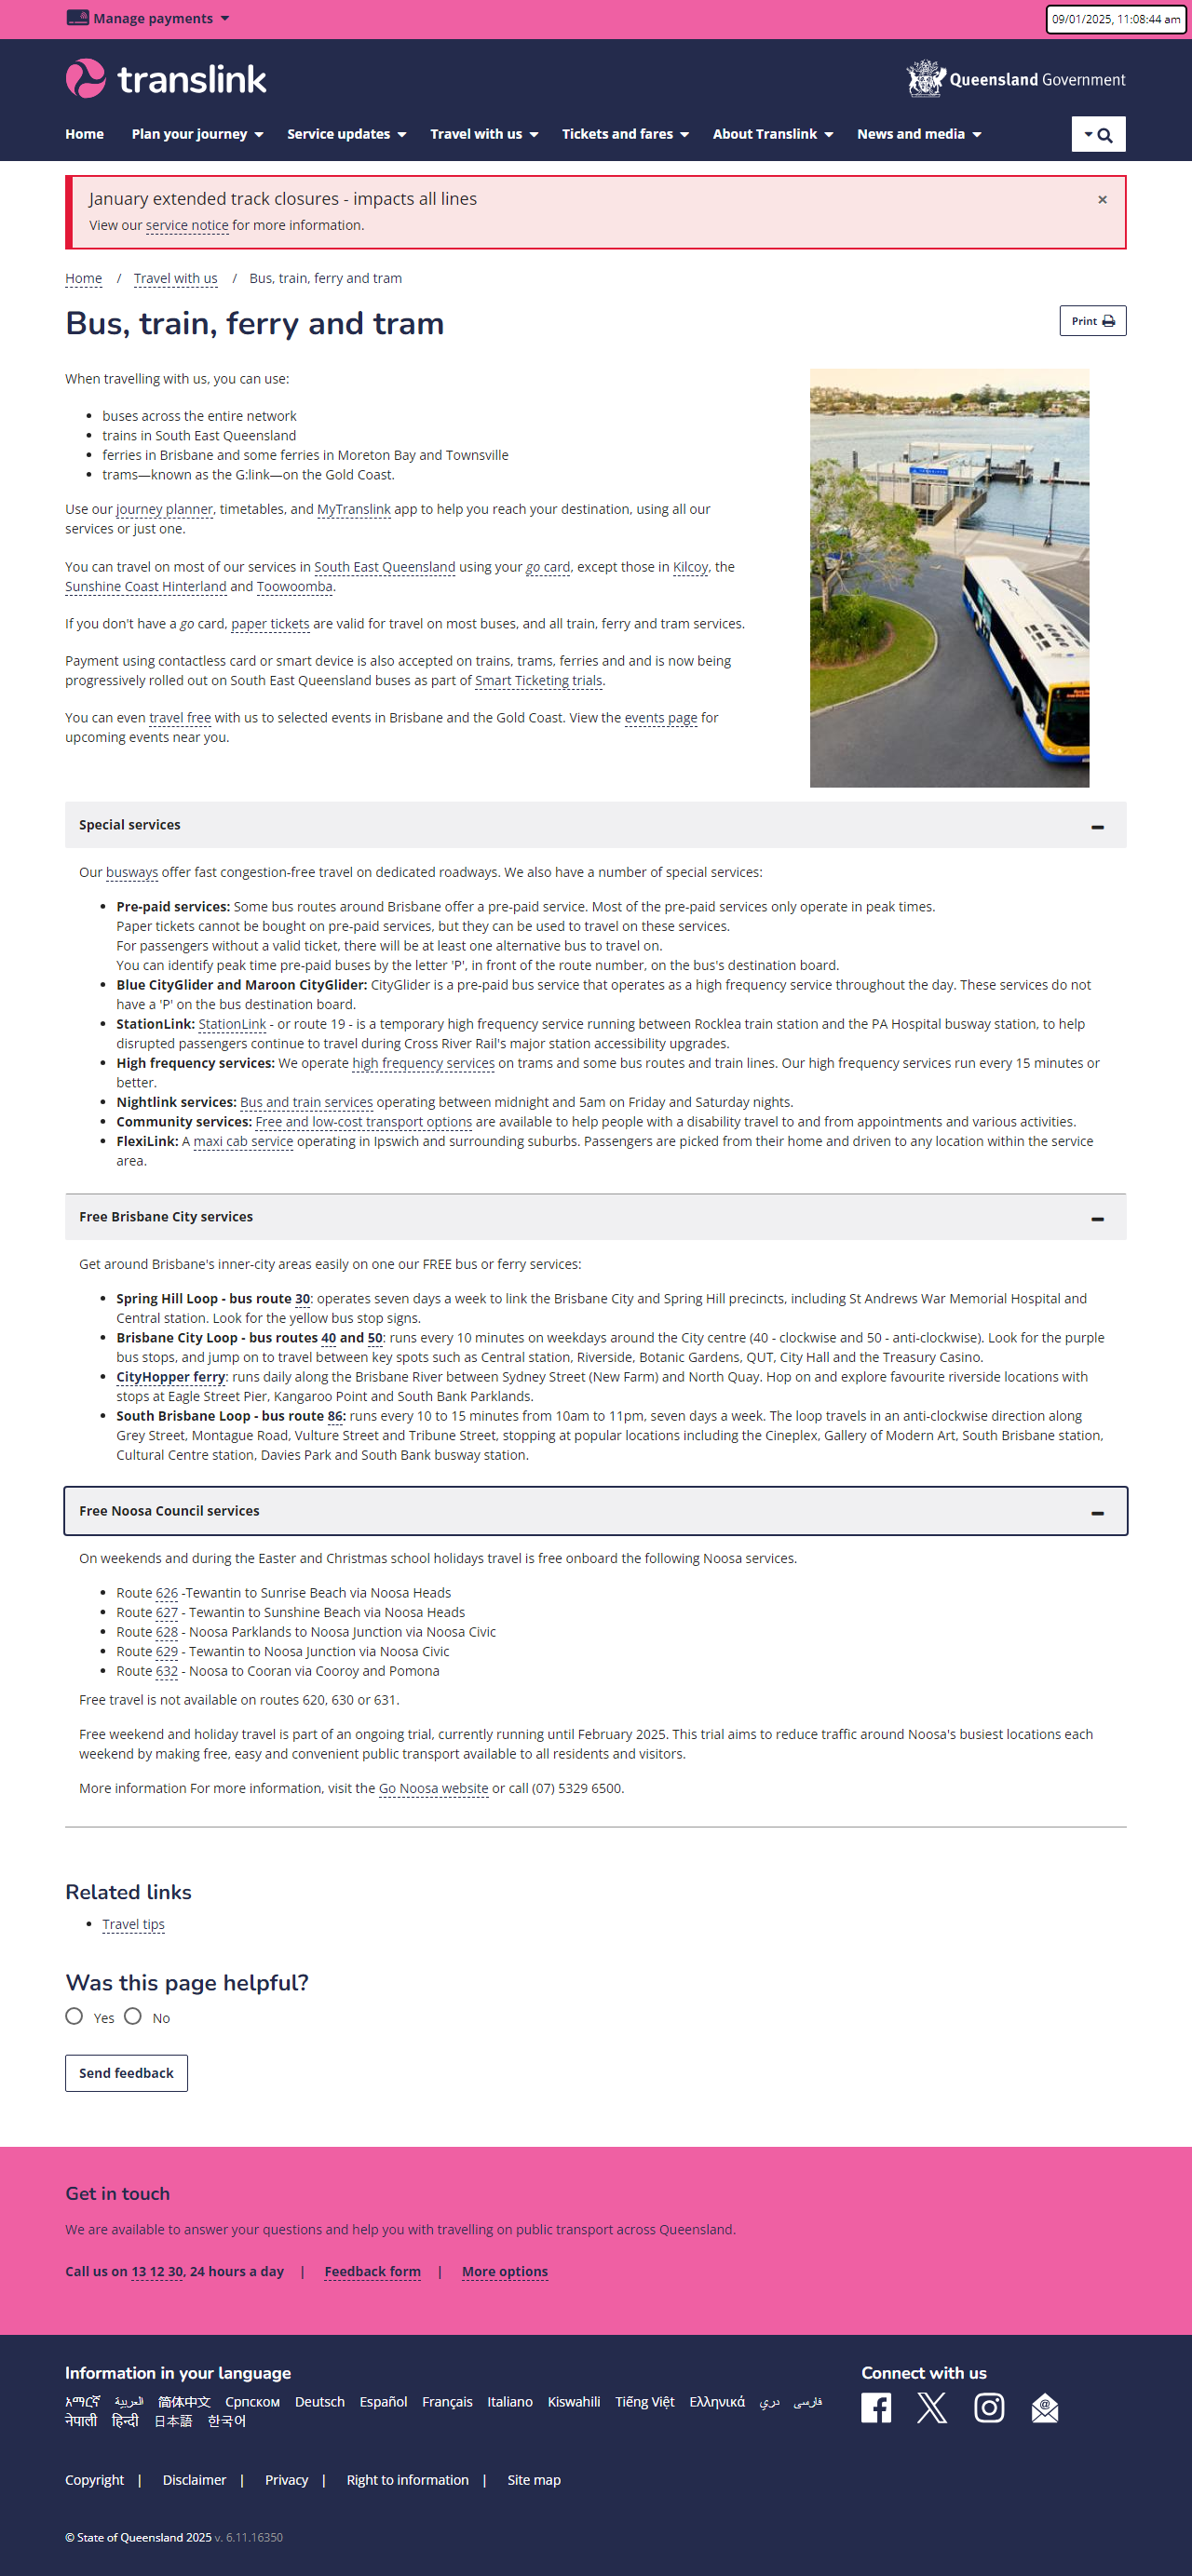 Manage payments
09/01/2025, 11:08:44 am
translink
Queensland Government
Home Plan your journey Service updates Travel with us Tickets and fares About Translink News and media
January extended track closures - impacts all lines
×
View our service notice for more information.
Home / Travel with us / Bus, train, ferry and tram
Bus, train, ferry and tram
Print
When travelling with us, you can use:
• buses across the entire network
• trains in South East Queensland
• ferries in Brisbane and some ferries in Moreton Bay and Townsville
• trams—known as the G:link—on the Gold Coast.
Use our journey planner, timetables, and MyTranslink app to help you reach your destination, using all our
services or just one.
You can travel on most of our services in South East Queensland using your go card, except those in Kilcoy, the
Sunshine Coast Hinterland and Toowoomba.
If you don't have a go card, paper tickets are valid for travel on most buses, and all train, ferry and tram services.
Payment using contactless card or smart device is also accepted on trains, trams, ferries and and is now being
progressively rolled out on South East Queensland buses as part of Smart Ticketing trials.
You can even travel free with us to selected events in Brisbane and the Gold Coast. View the events page for
upcoming events near you.
Special services
Our busways offer fast congestion-free travel on dedicated roadways. We also have a number of special services:
• Pre-paid services: Some bus routes around Brisbane offer a pre-paid service. Most of the pre-paid services only operate in peak times.
Paper tickets cannot be bought on pre-paid services, but they can be used to travel on these services.
For passengers without a valid ticket, there will be at least one alternative bus to travel on.
You can identify peak time pre-paid buses by the letter 'P', in front of the route number, on the bus's destination board.
• Blue CityGlider and Maroon CityGlider: CityGlider is a pre-paid bus service that operates as a high frequency service throughout the day. These services do not
have a 'P' on the bus destination board.
• StationLink: StationLink - or route 19 - is a temporary high frequency service running between Rocklea train station and the PA Hospital busway station, to help
disrupted passengers continue to travel during Cross River Rail's major station accessibility upgrades.
• High frequency services: We operate high frequency services on trams and some bus routes and train lines. Our high frequency services run every 15 minutes or
better.
• Nightlink services: Bus and train services operating between midnight and 5am on Friday and Saturday nights.
• Community services: Free and low-cost transport options are available to help people with a disability travel to and from appointments and various activities.
• FlexiLink: A maxi cab service operating in Ipswich and surrounding suburbs. Passengers are picked from their home and driven to any location within the service
area.
Free Brisbane City services
Get around Brisbane's inner-city areas easily on one our FREE bus or ferry services:
• Spring Hill Loop - bus route 30: operates seven days a week to link the Brisbane City and Spring Hill precincts, including St Andrews War Memorial Hospital and
Central station. Look for the yellow bus stop signs.
• Brisbane City Loop - bus routes 40 and 50: runs every 10 minutes on weekdays around the City centre (40 - clockwise and 50 - anti-clockwise). Look for the purple
bus stops, and jump on to travel between key spots such as Central station, Riverside, Botanic Gardens, QUT, City Hall and the Treasury Casino.
• CityHopper ferry: runs daily along the Brisbane River between Sydney Street (New Farm) and North Quay. Hop on and explore favourite riverside locations with
stops at Eagle Street Pier, Kangaroo Point and South Bank Parklands.
• South Brisbane Loop - bus route 86: runs every 10 to 15 minutes from 10am to 11pm, seven days a week. The loop travels in an anti-clockwise direction along
Grey Street, Montague Road, Vulture Street and Tribune Street, stopping at popular locations including the Cineplex, Gallery of Modern Art, South Brisbane station,
Cultural Centre station, Davies Park and South Bank busway station.
Free Noosa Council services
On weekends and during the Easter and Christmas school holidays travel is free onboard the following Noosa services.
• Route 626 -Tewantin to Sunrise Beach via Noosa Heads
• Route 627 - Tewantin to Sunshine Beach via Noosa Heads
• Route 628 - Noosa Parklands to Noosa Junction via Noosa Civic
• Route 629 - Tewantin to Noosa Junction via Noosa Civic
• Route 632 - Noosa to Cooran via Cooroy and Pomona
Free travel is not available on routes 620, 630 or 631.
Free weekend and holiday travel is part of an ongoing trial, currently running until February 2025. This trial aims to reduce traffic around Noosa's busiest locations each
weekend by making free, easy and convenient public transport available to all residents and visitors.
More information For more information, visit the Go Noosa website or call (07) 5329 6500.
Related links
• Travel tips
Was this page helpful?
Yes No
Send feedback
Get in touch
We are available to answer your questions and help you with travelling on public transport across Queensland.
Call us on 13 12 30, 24 hours a day | Feedback form | More options
Information in your language
Connect with us
አማርኛ العربية 简体中文 Српском Deutsch Español Français Italiano Kiswahili Tiếng Việt Ελληνικά دري فارسی
नेपाली हिन्दी 日本語 한국어
Copyright | Disclaimer | Privacy | Right to information | Site map
© State of Queensland 2025 v. 6.11.16350